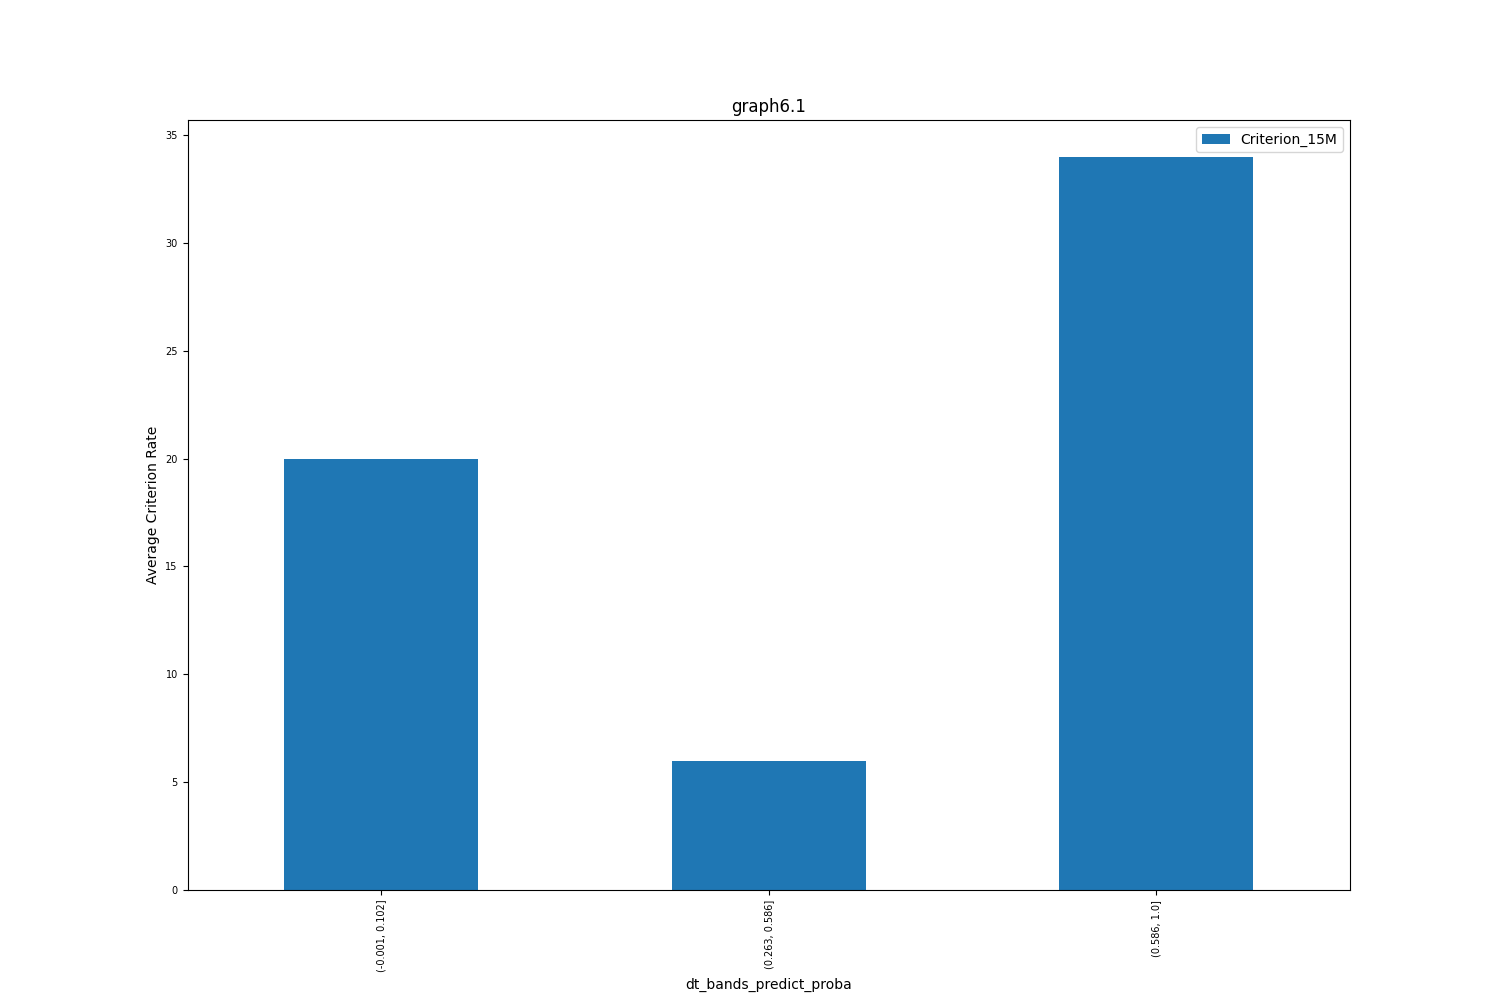 graph6.1
Criterion_15M
Average Criterion Rate
35
30
25
20
15
10
5
0
(-0.001, 0.102]
(0.263, 0.586]
(0.586, 1.0]
dt_bands_predict_proba